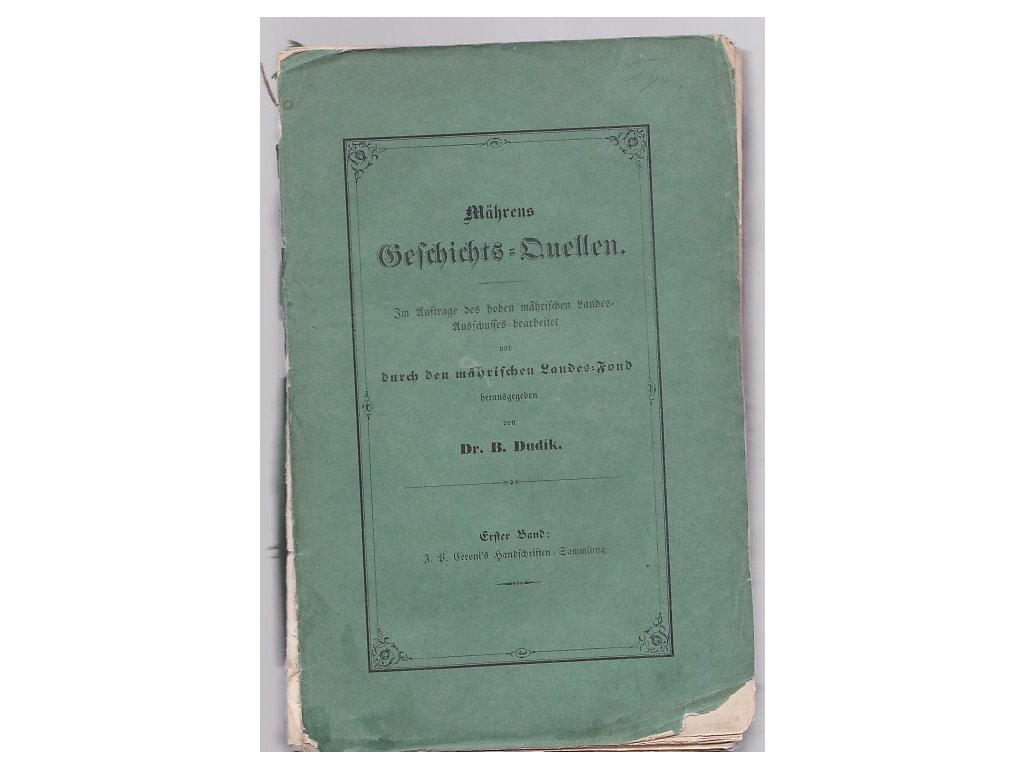 Mährens
Geschichts-Quellen.
Im Auftrage des hohen mährischen Landes-
Ausschusses bearbeitet
und
durch den mährischen Landes-Fond
herausgegeben
von
Dr. B. Dudik.
Erster Band:
J. P. Ceroni's Handschriften-Sammlung.